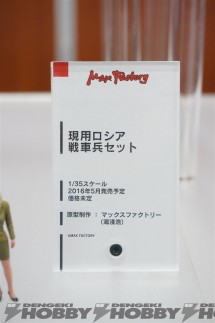 Max Factory
現用ロシア
戦車兵セット
1/35スケール
2016年5月発売予定
価格未定
原型制作 : マックスファクトリー
©MAX FACTORY
DENGEKI
HOBBY
DENGEKI
HOBBY